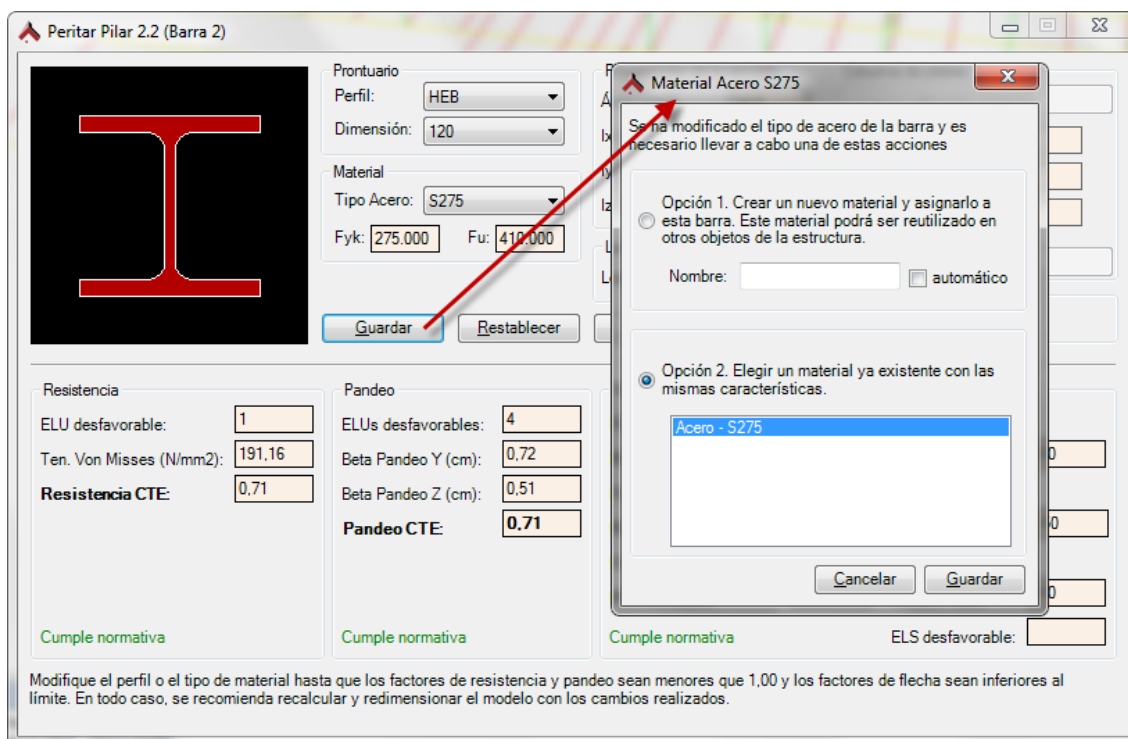 Peritar Pilar 2.2 (Barra 2)
Prontuario
Perfil: HEB
Dimensión: 120
Material
Tipo Acero: S275
Fyk: 275.000 Fu: 410.000
Guardar Restablecer
Material Acero S275
Se ha modificado el tipo de acero de la barra y es
necesario llevar a cabo una de estas acciones
Opción 1. Crear un nuevo material y asignarlo a
esta barra. Este material podrá ser reutilizado en
otros objetos de la estructura.
Nombre: automático
Opción 2. Elegir un material ya existente con las
mismas características.
Acero - S275
Cancelar Guardar
Resistencia
ELU desfavorable: 1
Ten. Von Misses (N/mm2): 191,16
Resistencia CTE: 0,71
Cumple normativa
Pandeo
ELUs desfavorables: 4
Beta Pandeo Y (cm): 0,72
Beta Pandeo Z (cm): 0,51
Pandeo CTE: 0,71
Cumple normativa
Cumple normativa ELS desfavorable:
Modifique el perfil o el tipo de material hasta que los factores de resistencia y pandeo sean menores que 1,00 y los factores de flecha sean inferiores al
límite. En todo caso, se recomienda recalcular y redimensionar el modelo con los cambios realizados.